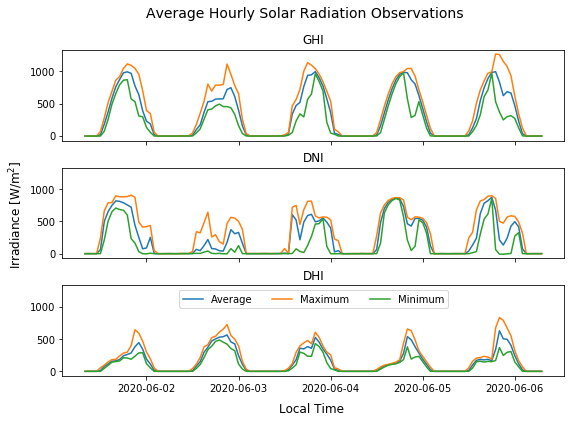 Average Hourly Solar Radiation Observations
GHI
1000
500
0
DNI
1000
500
0
Irradiance [W/m²]
DHI
Average Maximum Minimum
1000
500
0
2020-06-02 2020-06-03 2020-06-04 2020-06-05 2020-06-06
Local Time